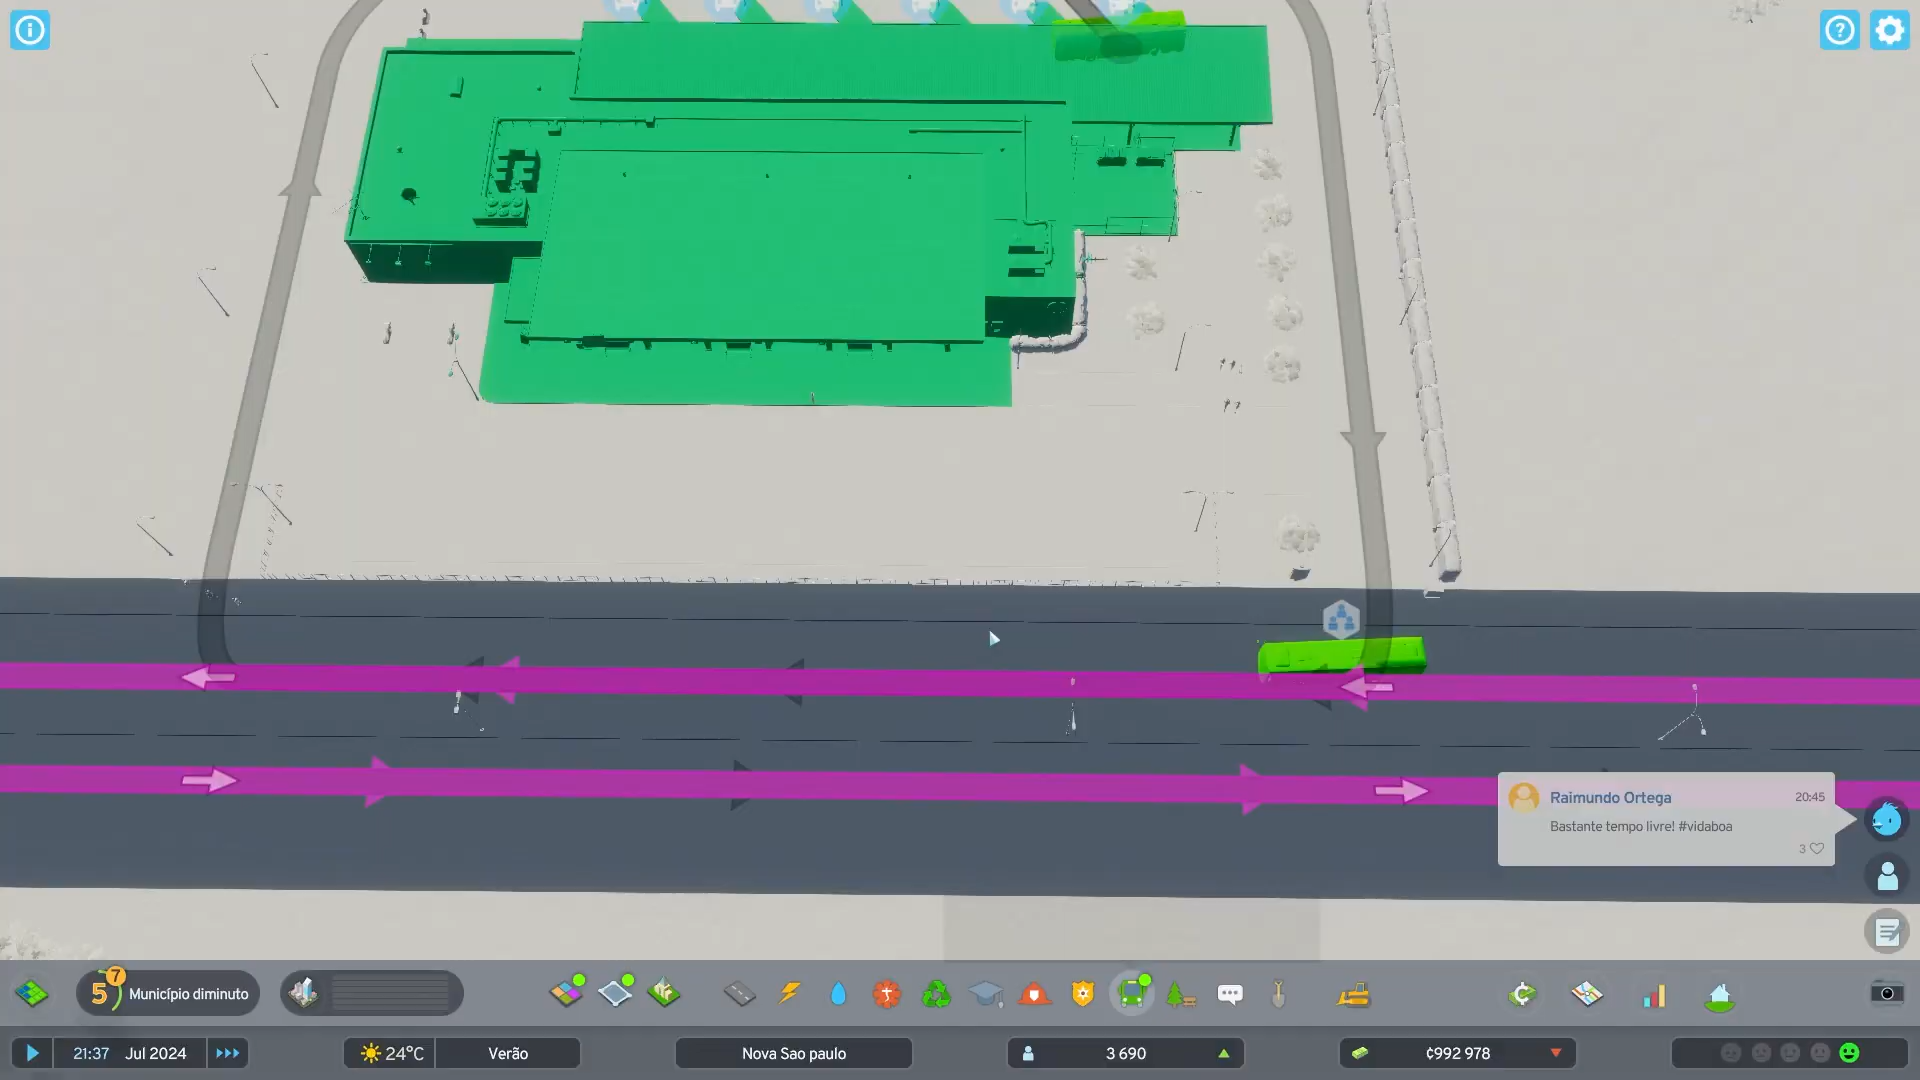 Raimundo Ortega
20:45
Bastante tempo livre! #vidaboa
3
5
7
Município diminuto
21:37
Jul 2024
24°C
Verão
Nova Sao paulo
3 690
₵992 978